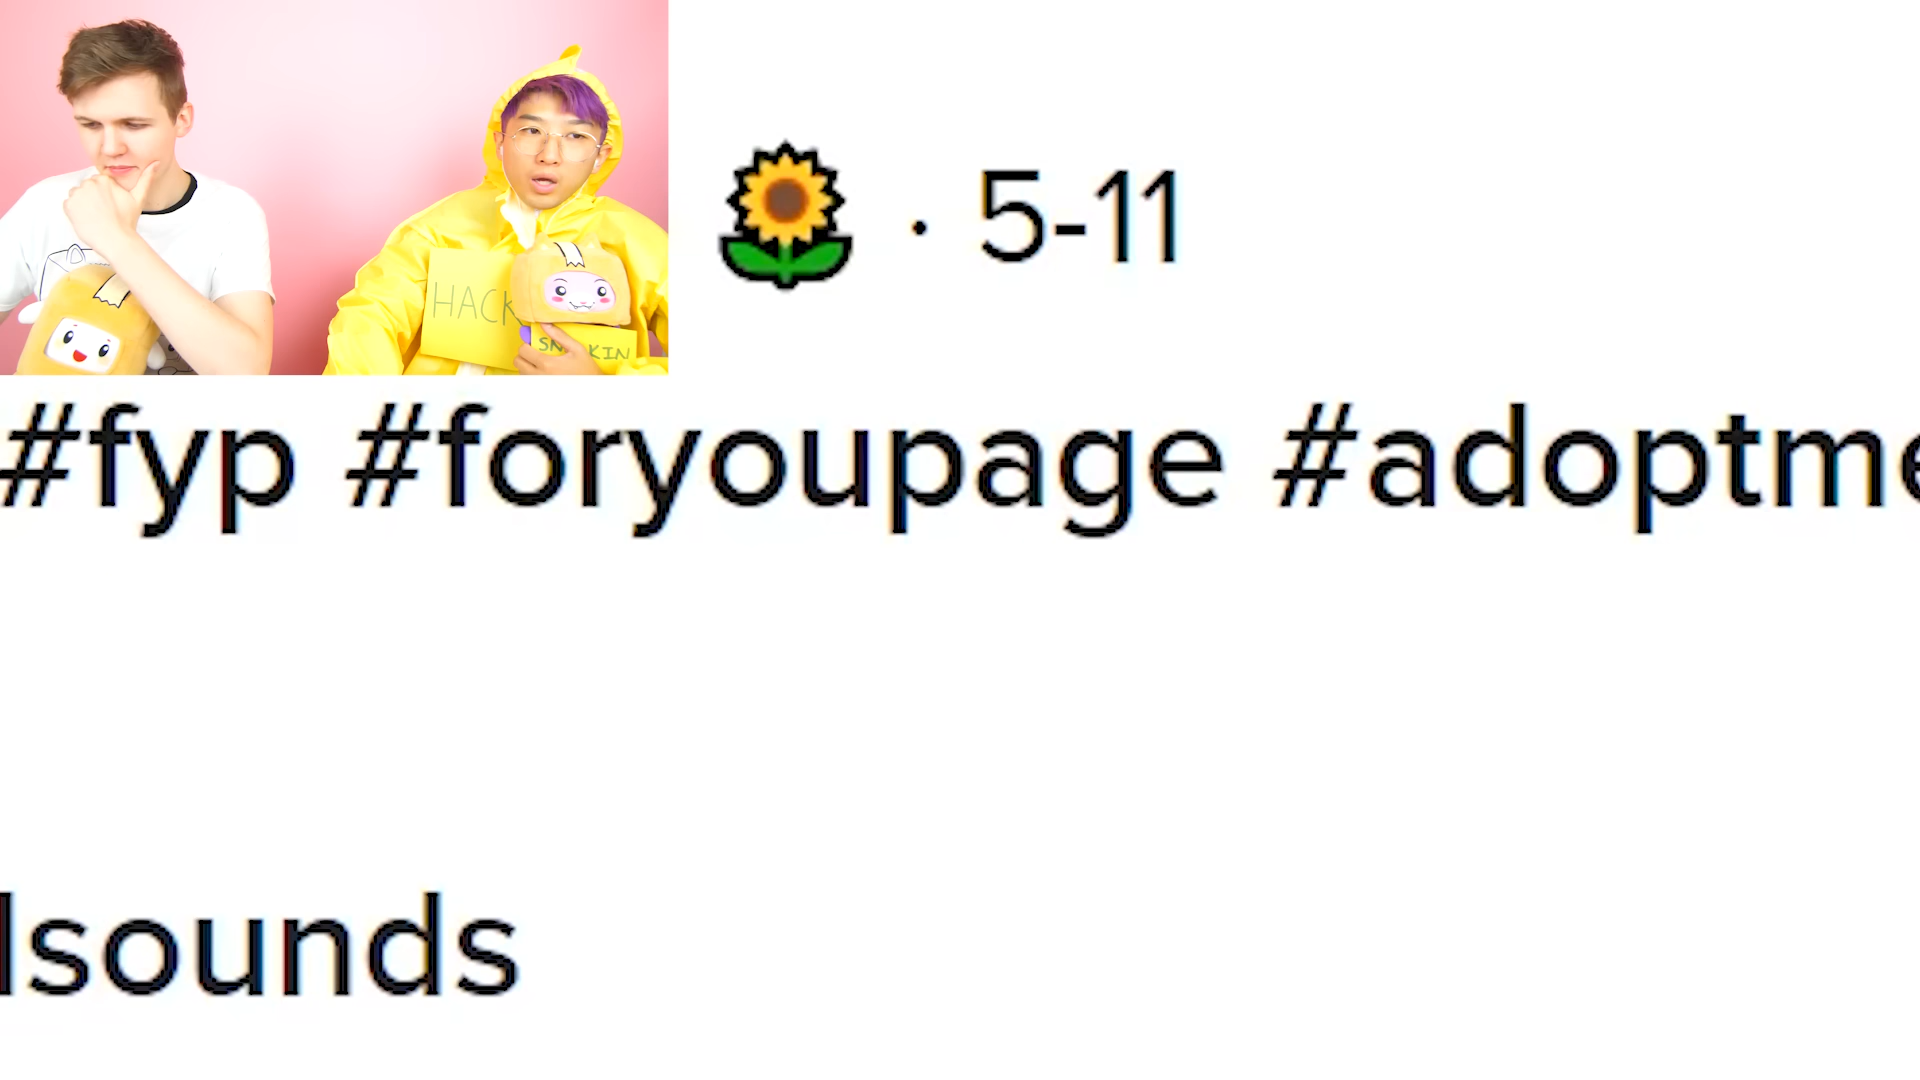 🌻 · 5-11
HACK
#fyp #foryoupage #adoptme
lsounds